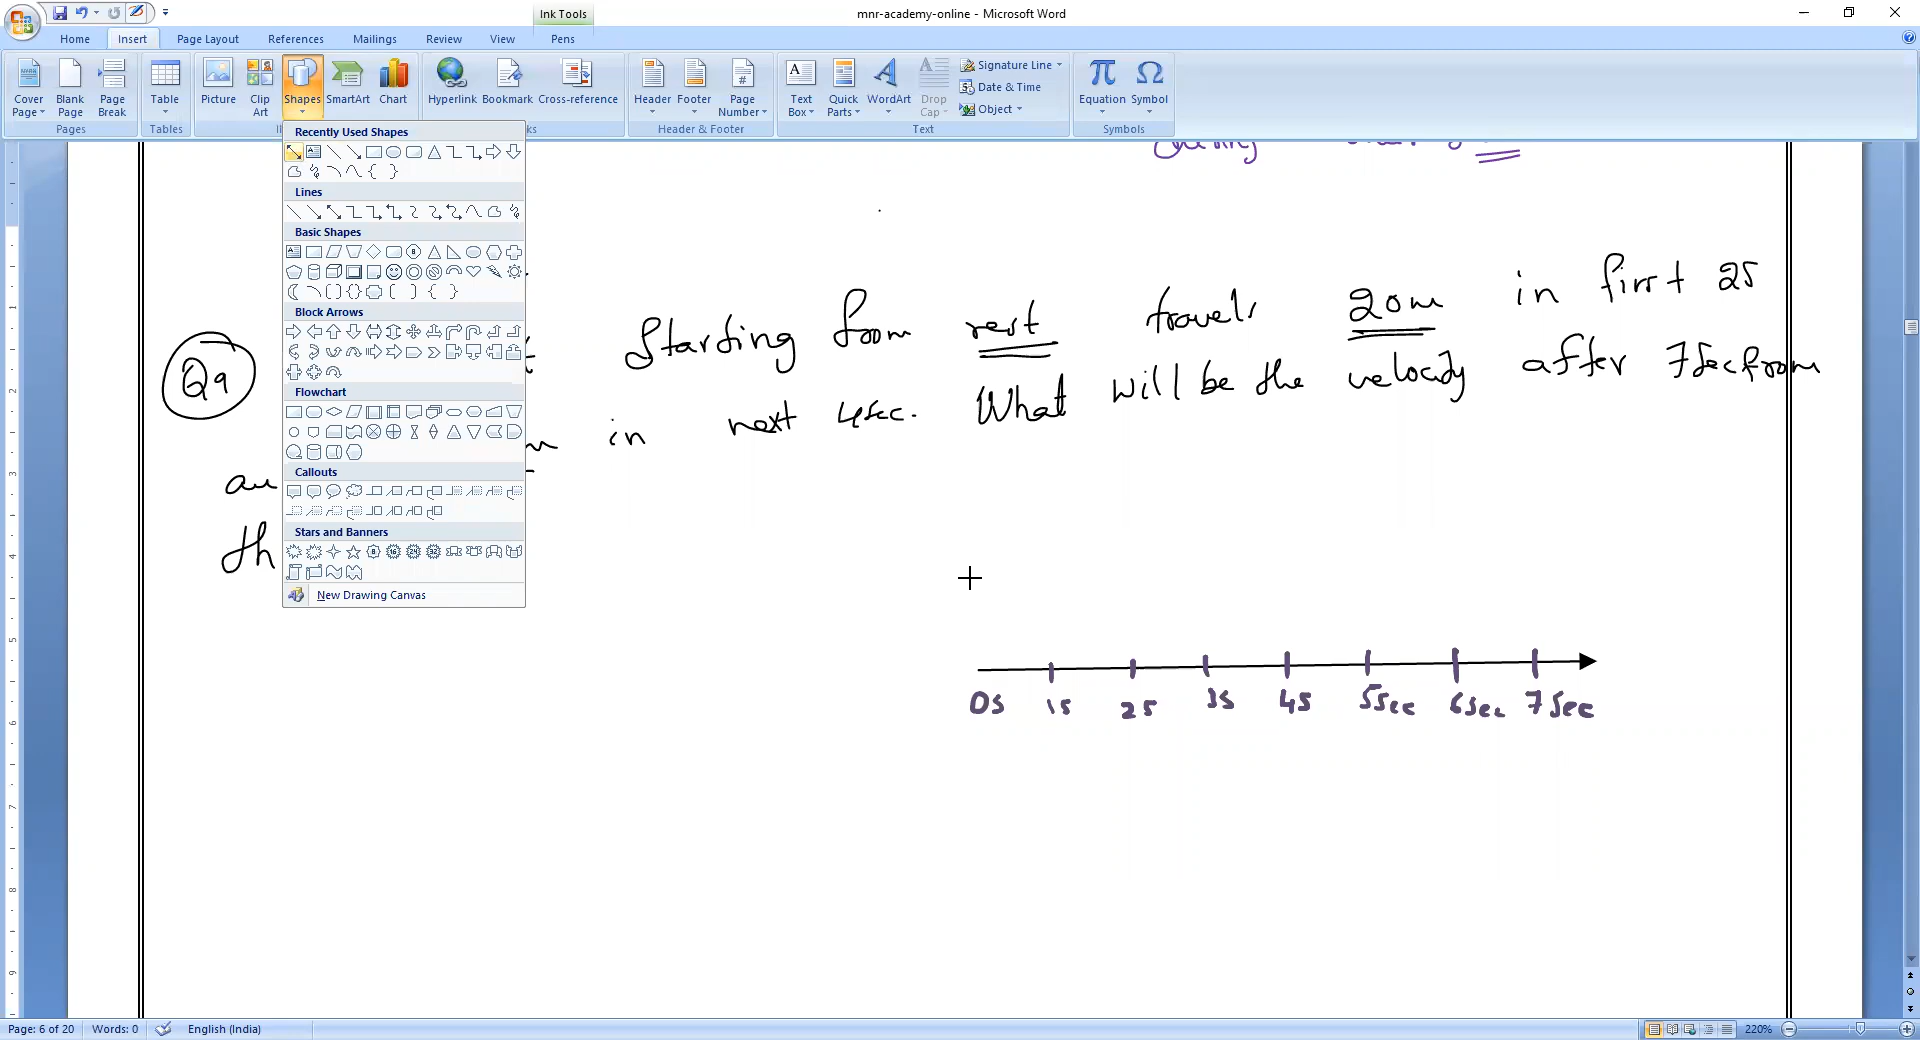 Ink Tools
mnr-academy-online - Microsoft Word
Home Insert Page Layout References Mailings Review View Pens
Cover Page Blank Page Page Break
Table
Picture Clip Art Shapes SmartArt Chart
Hyperlink Bookmark Cross-reference
Header Footer Page Number
Text Box Quick Parts WordArt Drop Cap
Signature Line
Date & Time
Object
Equation Symbol
Pages Tables Header & Footer Text Symbols
Recently Used Shapes
Lines
Basic Shapes
Block Arrows
Flowchart
Callouts
Stars and Banners
New Drawing Canvas
Q9 Starting from rest travels 20m in first 2s
in next 4sec. What will be the velocity after 7sec from
th
0s 1s 2s 3s 4s 5sec 6sec 7sec
Page: 6 of 20 Words: 0 English (India) 220%